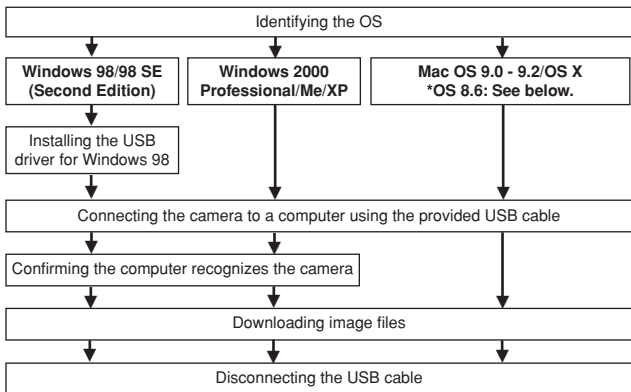 Identifying the OS
Windows 98/98 SE
(Second Edition)
Windows 2000
Professional/Me/XP
Mac OS 9.0 - 9.2/OS X
*OS 8.6: See below.
Installing the USB
driver for Windows 98
Connecting the camera to a computer using the provided USB cable
Confirming the computer recognizes the camera
Downloading image files
Disconnecting the USB cable